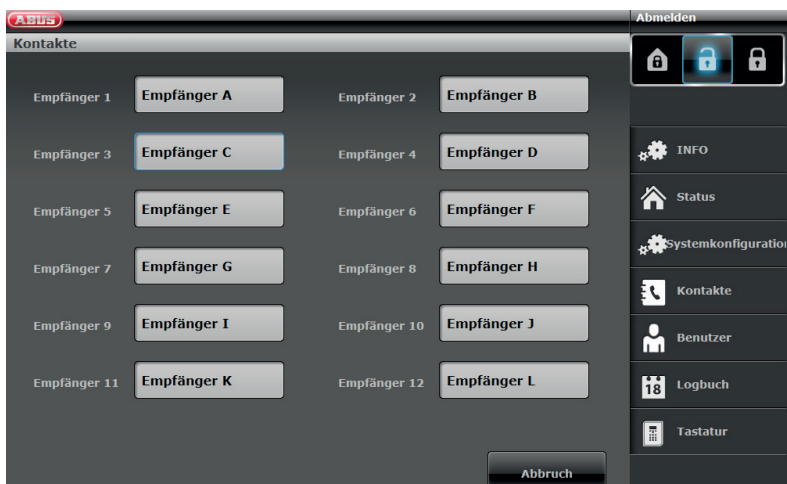 ABUS
Abmelden
Kontakte
Empfänger 1 Empfänger A Empfänger 2 Empfänger B
Empfänger 3 Empfänger C Empfänger 4 Empfänger D
Empfänger 5 Empfänger E Empfänger 6 Empfänger F
Empfänger 7 Empfänger G Empfänger 8 Empfänger H
Empfänger 9 Empfänger I Empfänger 10 Empfänger J
Empfänger 11 Empfänger K Empfänger 12 Empfänger L
Abbruch
INFO
Status
Systemkonfiguration
Kontakte
Benutzer
18 Logbuch
Tastatur